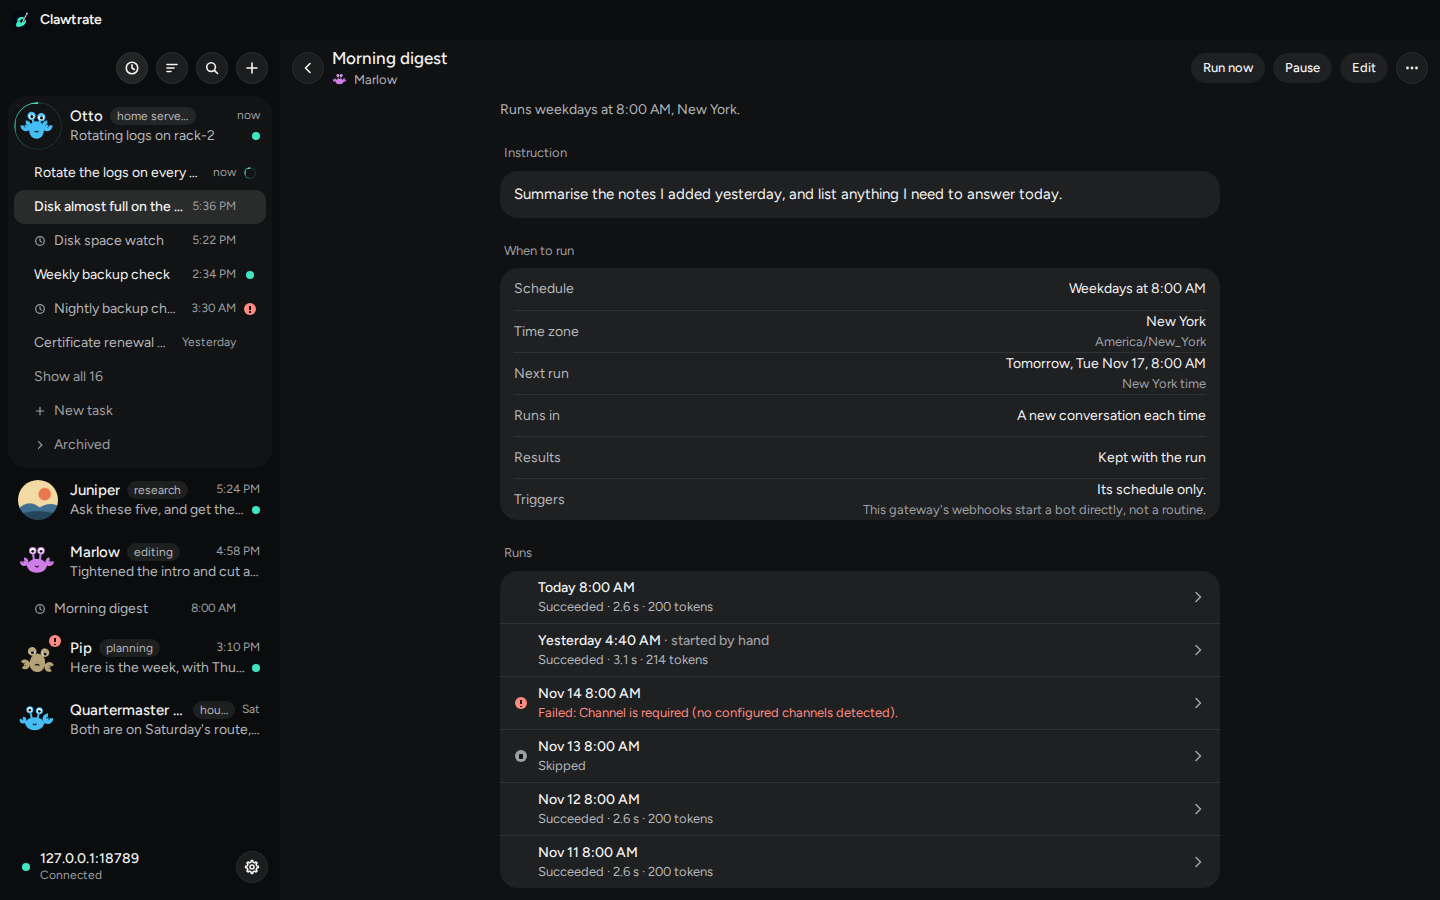 Clawtrate
Otto
home serve...
now
Rotating logs on rack-2
Rotate the logs on every ...
now
Disk almost full on the ...
5:36 PM
Disk space watch
5:22 PM
Weekly backup check
2:34 PM
Nightly backup ch...
3:30 AM
Certificate renewal ...
Yesterday
Show all 16
New task
Archived
Juniper
research
5:24 PM
Ask these five, and get the...
Marlow
editing
4:58 PM
Tightened the intro and cut a...
Morning digest
8:00 AM
Pip
planning
3:10 PM
Here is the week, with Thu...
Quartermaster ...
hou...
Sat
Both are on Saturday's route,...
127.0.0.1:18789
Connected
Morning digest
Marlow
Run now
Pause
Edit
Runs weekdays at 8:00 AM, New York.
Instruction
Summarise the notes I added yesterday, and list anything I need to answer today.
When to run
Schedule
Weekdays at 8:00 AM
Time zone
New York
America/New_York
Next run
Tomorrow, Tue Nov 17, 8:00 AM
New York time
Runs in
A new conversation each time
Results
Kept with the run
Triggers
Its schedule only.
This gateway's webhooks start a bot directly, not a routine.
Runs
Today 8:00 AM
Succeeded · 2.6 s · 200 tokens
Yesterday 4:40 AM · started by hand
Succeeded · 3.1 s · 214 tokens
Nov 14 8:00 AM
Failed: Channel is required (no configured channels detected).
Nov 13 8:00 AM
Skipped
Nov 12 8:00 AM
Succeeded · 2.6 s · 200 tokens
Nov 11 8:00 AM
Succeeded · 2.6 s · 200 tokens